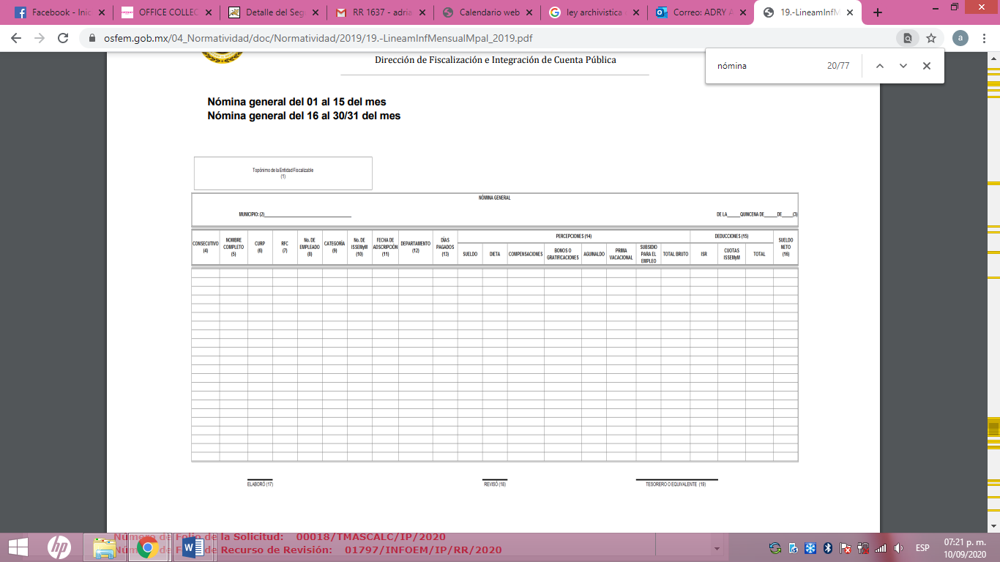 Facebook - Inic
OFFICE COLLEC
Detalle del Seg
RR 1637 - adria
Calendario web
ley archivistica
Correo: ADRY A
19.-LineamInfM
osfem.gob.mx/04_Normatividad/doc/Normatividad/2019/19.-LineamInfMensualMpal_2019.pdf
a
nómina 20/77
Dirección de Fiscalización e Integración de Cuenta Pública
Nómina general del 01 al 15 del mes
Nómina general del 16 al 30/31 del mes
Topónimo de la Entidad Fiscalizable
(1)
NÓMINA GENERAL
MUNICIPIO: (2)____________________ DE LA_____QUINCENA DE_____DE____(3)
CONSECUTIVO (4)
NOMBRE COMPLETO (5)
CURP (6)
RFC (7)
No. DE EMPLEADO (8)
CATEGORÍA (9)
No. DE ISSEMyM (10)
FECHA DE ADSCRIPCIÓN (11)
DEPARTAMENTO (12)
DÍAS PAGADOS (13)
PERCEPCIONES (14)
SUELDO
DIETA
COMPENSACIONES
BONOS O GRATIFICACIONES
AGUINALDO
PRIMA VACACIONAL
SUBSIDIO PARA EL EMPLEO
TOTAL BRUTO
DEDUCCIONES (15)
ISR
CUOTAS ISSEMyM
TOTAL
SUELDO NETO (16)
ELABORÓ (17)
REVISÓ (18)
TESORERO O EQUIVALENTE (19)
Número de Folio de la Solicitud: 00018/TMASCALC/IP/2020
de Recurso de Revisión: 01797/INFOEM/IP/RR/2020
hp
ESP
07:21 p. m.
10/09/2020